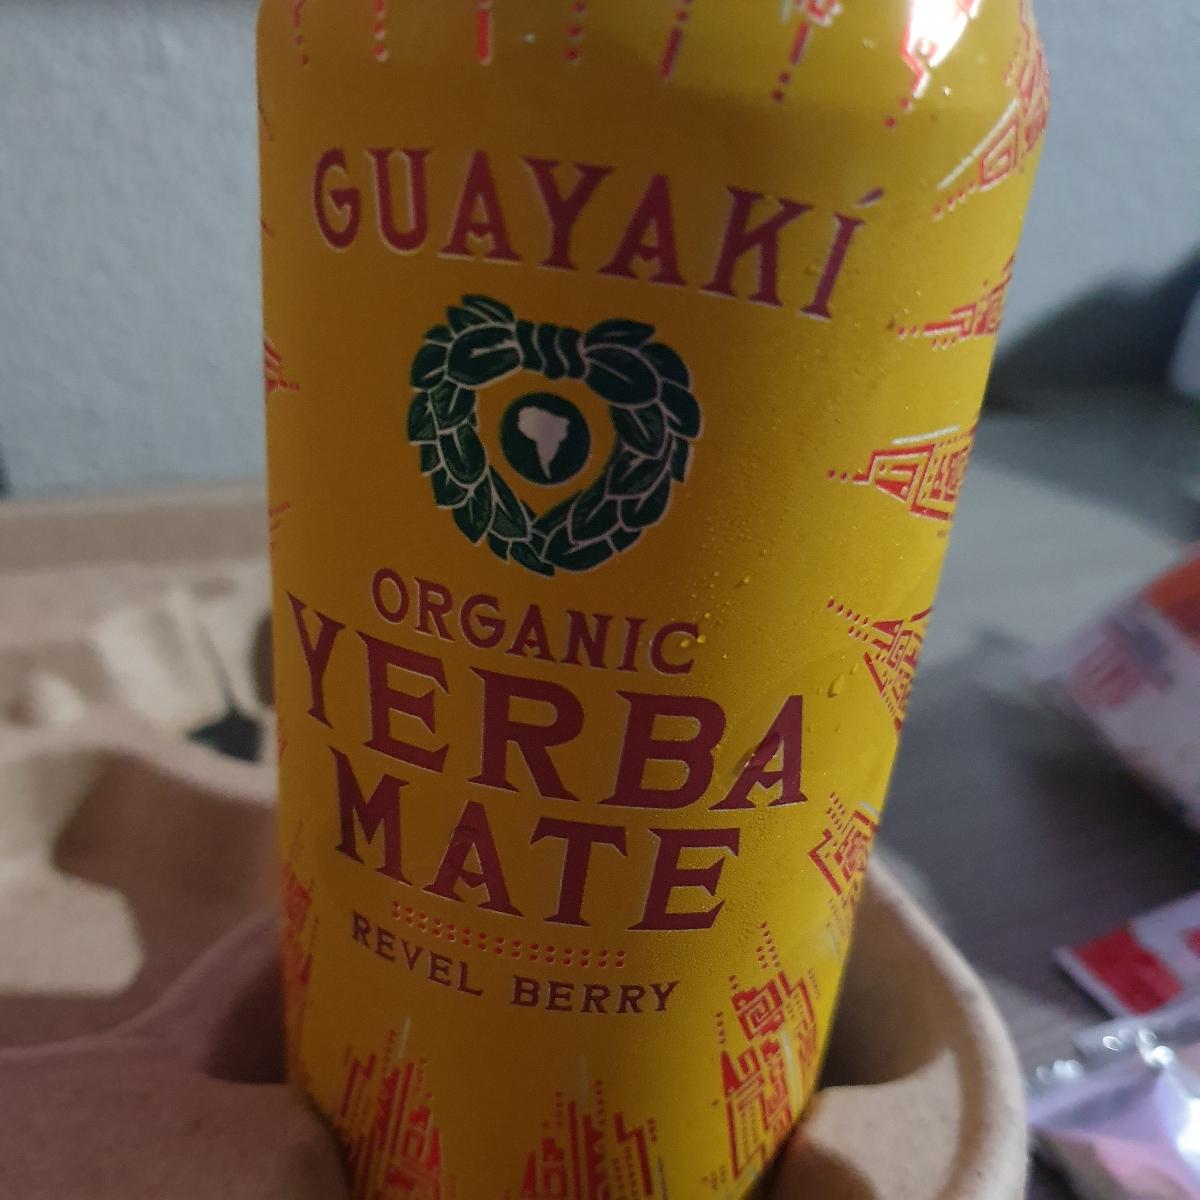 GUAYAKÍ
ORGANIC
YERBA
MATE
REVEL BERRY